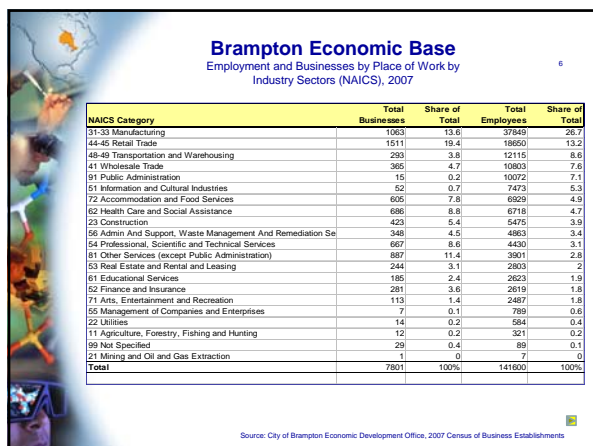 Brampton Economic Base
Employment and Businesses by Place of Work by
Industry Sectors (NAICS), 2007
6
NAICS Category Total Businesses Share of Total Total Employees Share of Total
31-33 Manufacturing 1063 13.6 37849 26.7
44-45 Retail Trade 1511 19.4 18650 13.2
48-49 Transportation and Warehousing 293 3.8 12115 8.6
41 Wholesale Trade 365 4.7 10803 7.6
91 Public Administration 15 0.2 10072 7.1
51 Information and Cultural Industries 52 0.7 7473 5.3
72 Accommodation and Food Services 605 7.8 6929 4.9
62 Health Care and Social Assistance 686 8.8 6718 4.7
23 Construction 423 5.4 5475 3.9
56 Admin And Support, Waste Management And Remediation Se 348 4.5 4863 3.4
54 Professional, Scientific and Technical Services 667 8.6 4430 3.1
81 Other Services (except Public Administration) 887 11.4 3901 2.8
53 Real Estate and Rental and Leasing 244 3.1 2803 2
61 Educational Services 185 2.4 2623 1.9
52 Finance and Insurance 281 3.6 2619 1.8
71 Arts, Entertainment and Recreation 113 1.4 2487 1.8
55 Management of Companies and Enterprises 7 0.1 789 0.6
22 Utilities 14 0.2 584 0.4
11 Agriculture, Forestry, Fishing and Hunting 12 0.2 321 0.2
99 Not Specified 29 0.4 89 0.1
21 Mining and Oil and Gas Extraction 1 0 7 0
Total 7801 100% 141600 100%
Source: City of Brampton Economic Development Office, 2007 Census of Business Establishments